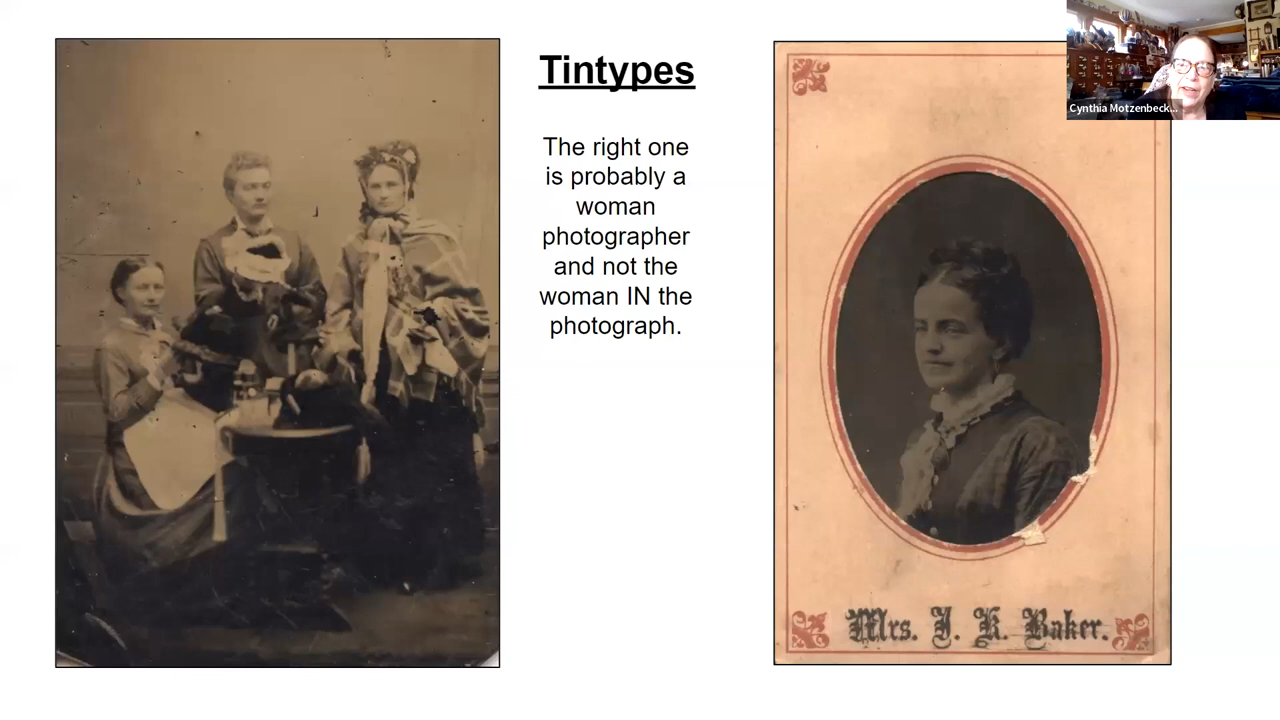 Tintypes
The right one
is probably a
woman
photographer
and not the
woman IN the
photograph.
Cynthia Motzenbeck...
Mrs. J. K. Baker.